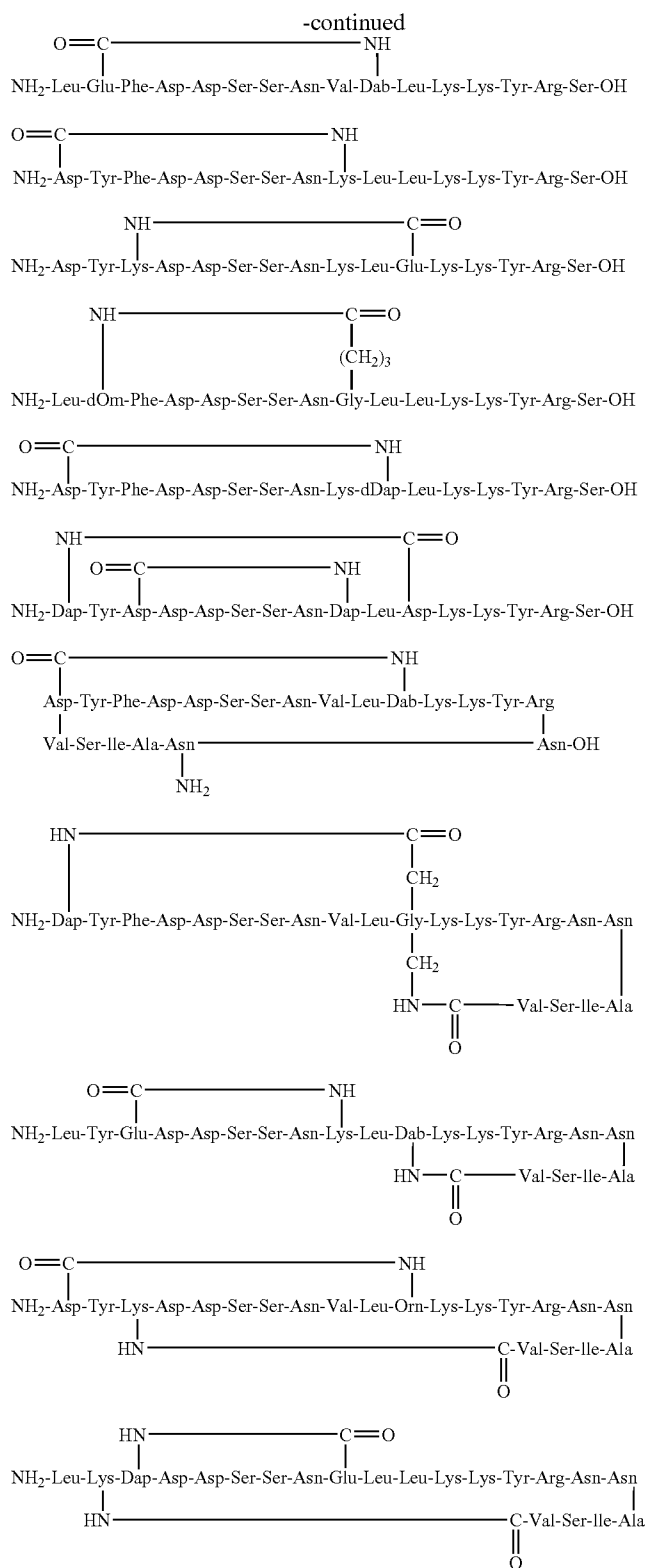 -continued
O=C NH
NH2-Leu-Glu-Phe-Asp-Asp-Ser-Ser-Asn-Val-Dab-Leu-Lys-Lys-Tyr-Arg-Ser-OH
O=C NH
NH2-Asp-Tyr-Phe-Asp-Asp-Ser-Ser-Asn-Lys-Leu-Leu-Lys-Lys-Tyr-Arg-Ser-OH
NH C=O
NH2-Asp-Tyr-Lys-Asp-Asp-Ser-Ser-Asn-Lys-Leu-Glu-Lys-Lys-Tyr-Arg-Ser-OH
NH C=O
(CH2)3
NH2-Leu-dOrn-Phe-Asp-Asp-Ser-Ser-Asn-Gly-Leu-Leu-Lys-Lys-Tyr-Arg-Ser-OH
O=C NH
NH2-Asp-Tyr-Phe-Asp-Asp-Ser-Ser-Asn-Lys-dDap-Leu-Lys-Lys-Tyr-Arg-Ser-OH
NH C=O
O=C NH
NH2-Dap-Tyr-Asp-Asp-Asp-Ser-Ser-Asn-Dap-Leu-Asp-Lys-Lys-Tyr-Arg-Ser-OH
O=C NH
Asp-Tyr-Phe-Asp-Asp-Ser-Ser-Asn-Val-Leu-Dab-Lys-Lys-Tyr-Arg
Val-Ser-Ile-Ala-Asn Asn-OH
NH2
HN C=O
CH2
NH2-Dap-Tyr-Phe-Asp-Asp-Ser-Ser-Asn-Val-Leu-Gly-Lys-Lys-Tyr-Arg-Asn-Asn
CH2
HN-C-Val-Ser-Ile-Ala
O
O=C NH
NH2-Leu-Tyr-Glu-Asp-Asp-Ser-Ser-Asn-Lys-Leu-Dab-Lys-Lys-Tyr-Arg-Asn-Asn
HN-C-Val-Ser-Ile-Ala
O
O=C NH
NH2-Asp-Tyr-Lys-Asp-Asp-Ser-Ser-Asn-Val-Leu-Orn-Lys-Lys-Tyr-Arg-Asn-Asn
HN C-Val-Ser-Ile-Ala
O
HN C=O
NH2-Leu-Lys-Dap-Asp-Asp-Ser-Ser-Asn-Glu-Leu-Leu-Lys-Lys-Tyr-Arg-Asn-Asn
HN C-Val-Ser-Ile-Ala
O